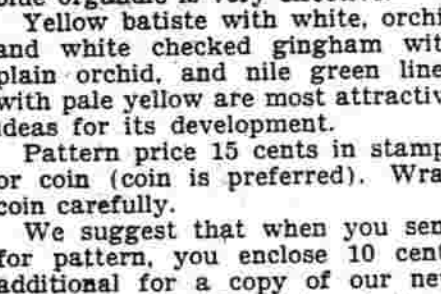 Yellow batiste with white, orchi
and white checked gingham wit
plain orchid, and nile green line
with pale yellow are most attractiv
ideas for its development.
Pattern price 15 cents in stamp
or coin (coin is preferred). Wra
coin carefully.
We suggest that when you sen
for pattern, you enclose 10 cent
additional for a copy of our ne